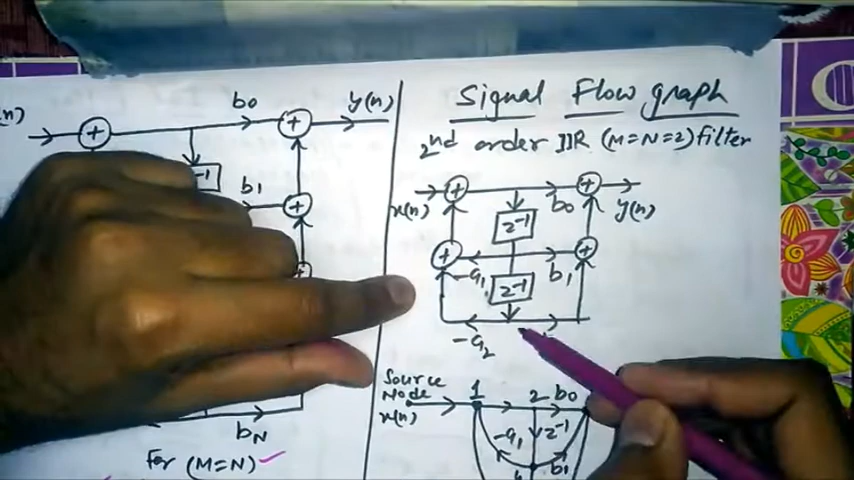 (n)
b0
y(n)
-1
b1
bN
For (M=N)
Signal Flow graph
2nd order IIR (M=N=2) filter
x(n)
b0
y(n)
z-1
-a1
b1
z-1
-a2
Source
Node
x(n)
1
2
b0
-a1
z-1
b1